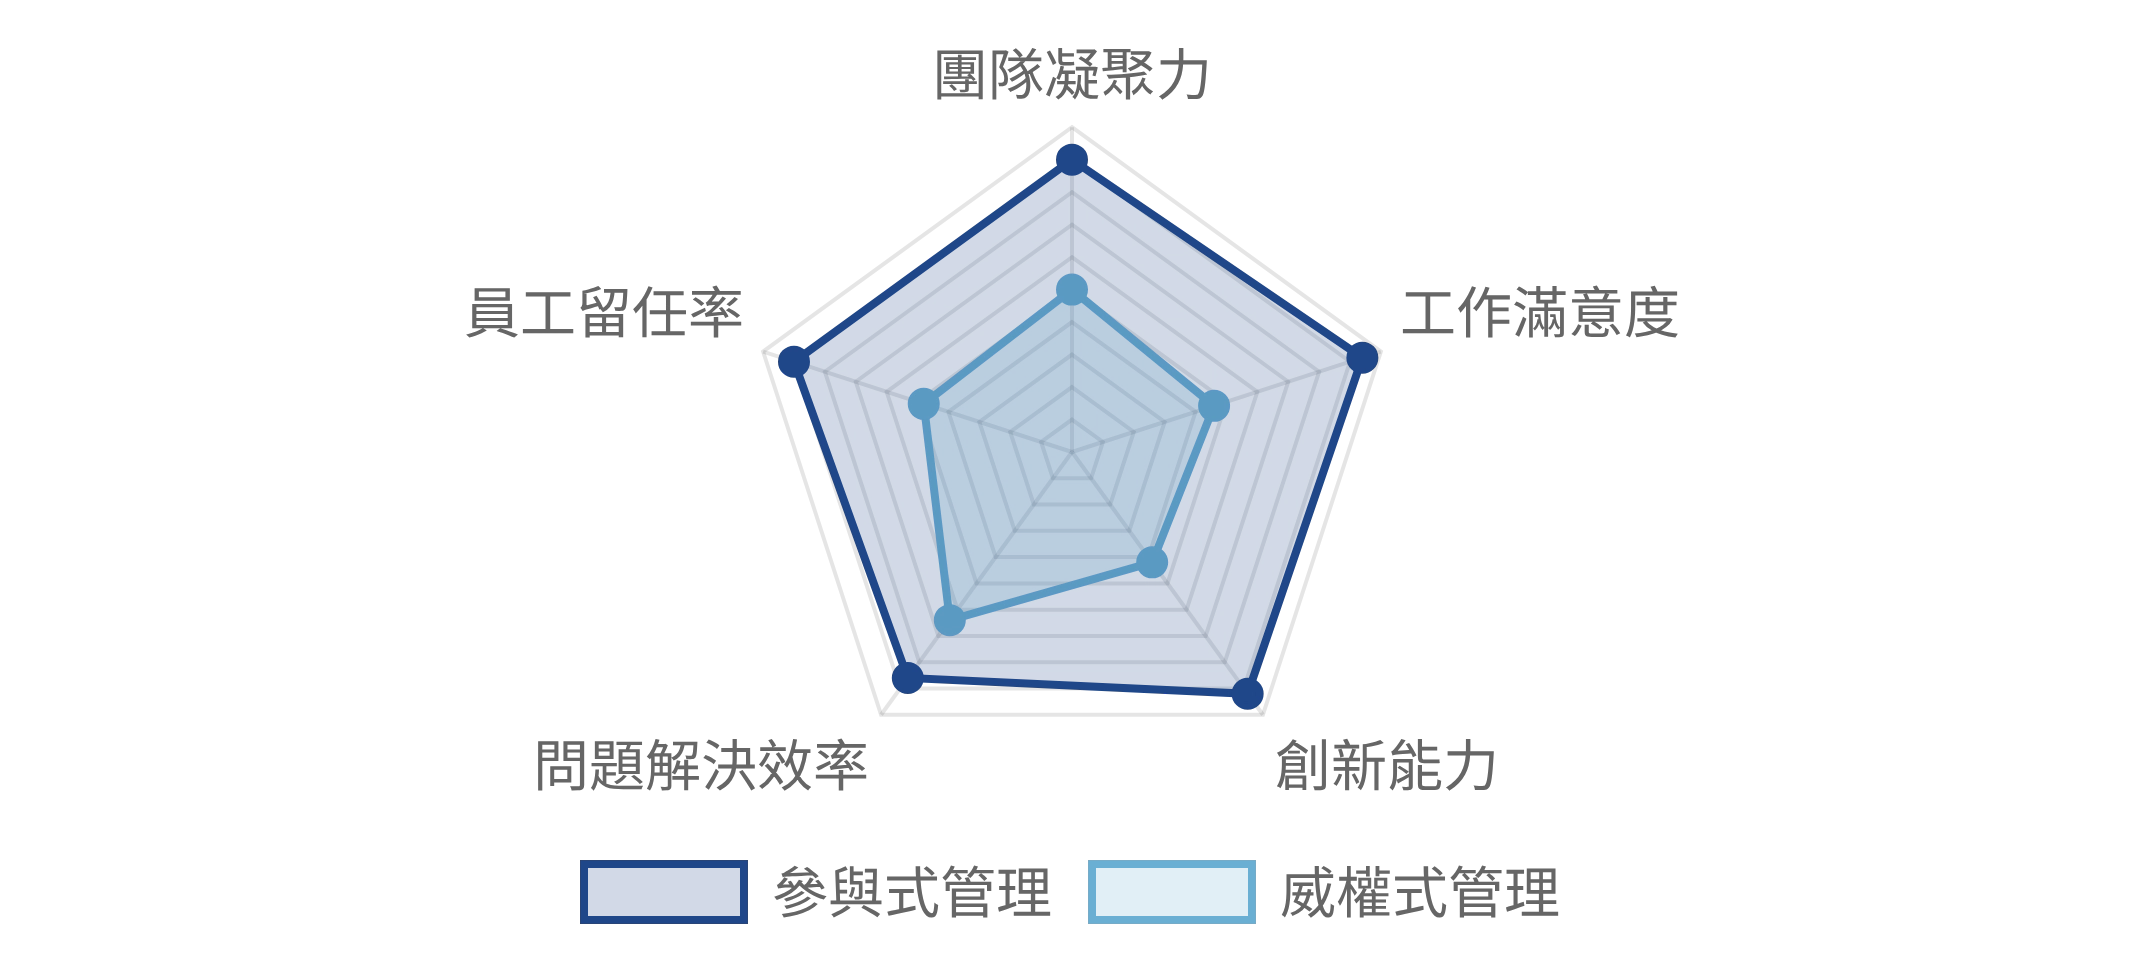 團隊凝聚力
員工留任率
工作滿意度
問題解決效率
創新能力
參與式管理
威權式管理